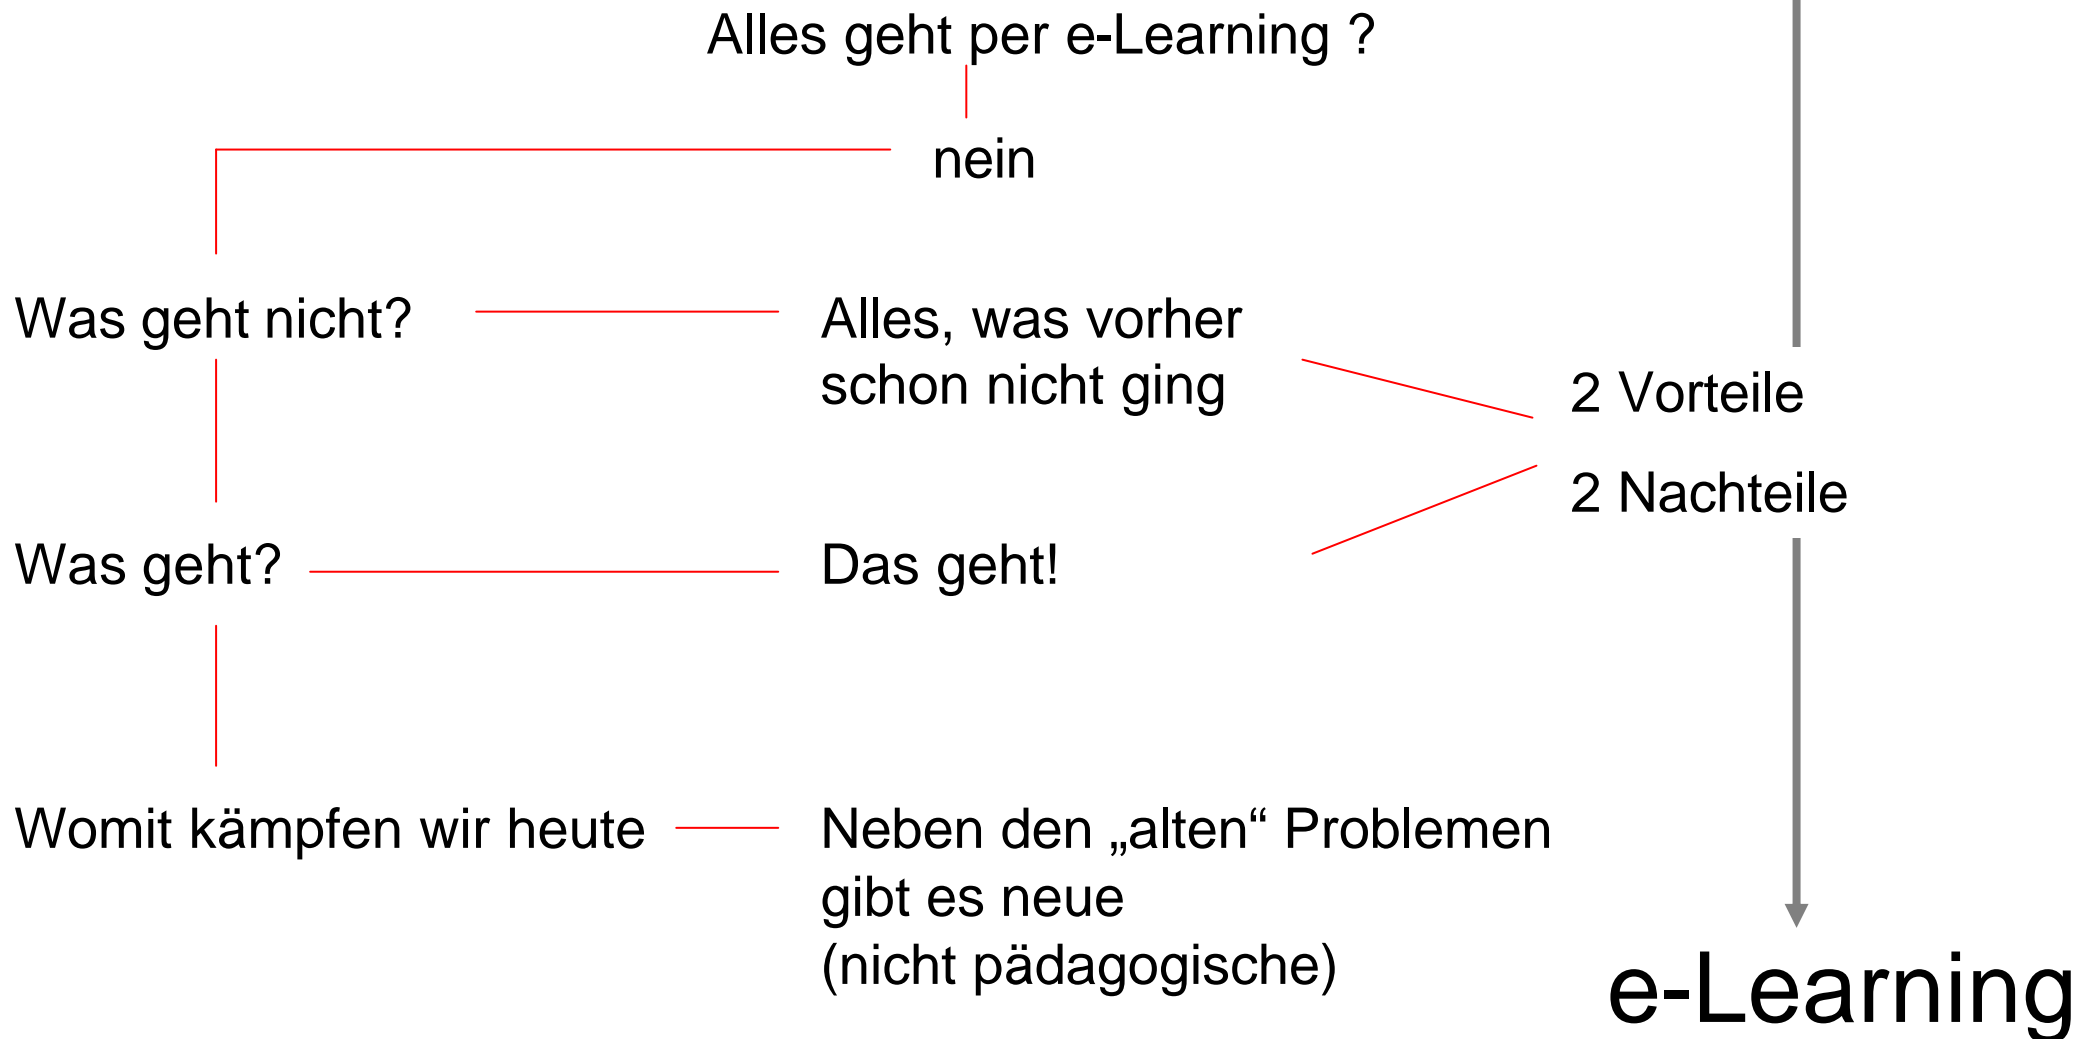 Alles geht per e-Learning ?
nein
Was geht nicht?
Alles, was vorher
schon nicht ging
2 Vorteile
2 Nachteile
Was geht?
Das geht!
Womit kämpfen wir heute
Neben den „alten“ Problemen
gibt es neue
(nicht pädagogische)
e-Learning